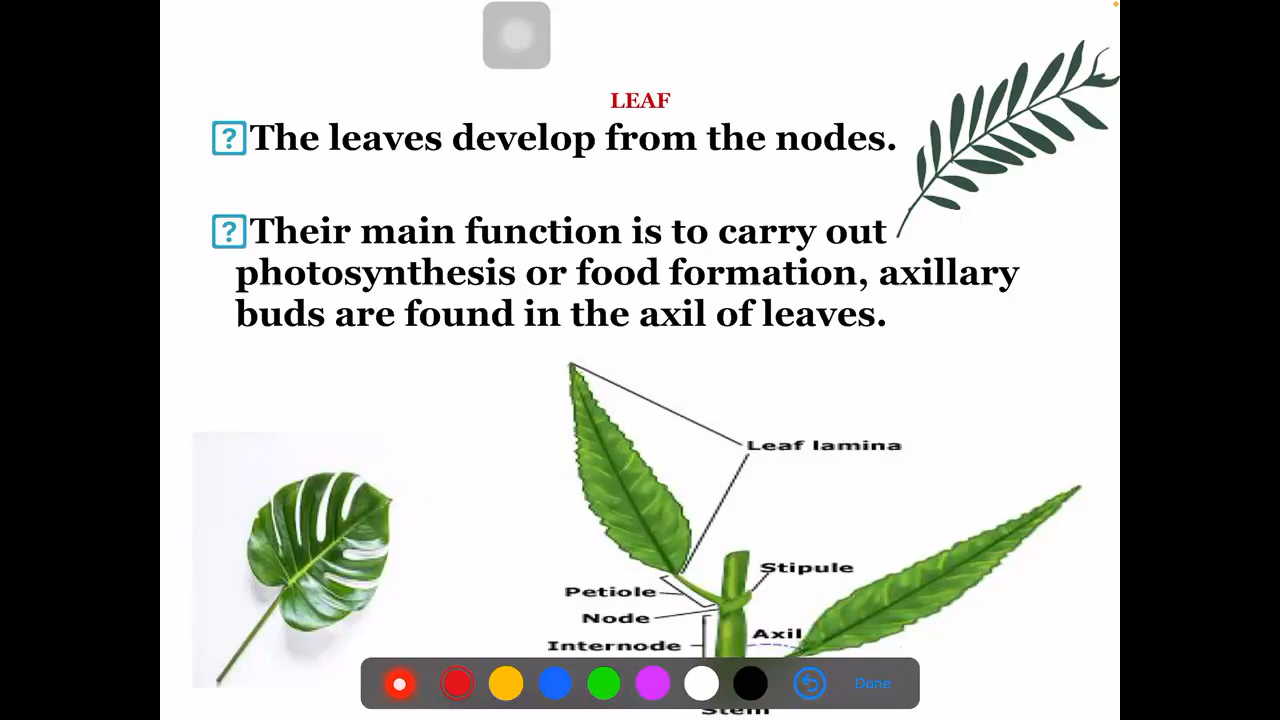 LEAF
?The leaves develop from the nodes.
?Their main function is to carry out
photosynthesis or food formation, axillary
buds are found in the axil of leaves.
Leaf lamina
Stipule
Petiole
Node
Axil
Internode
Done
Stem